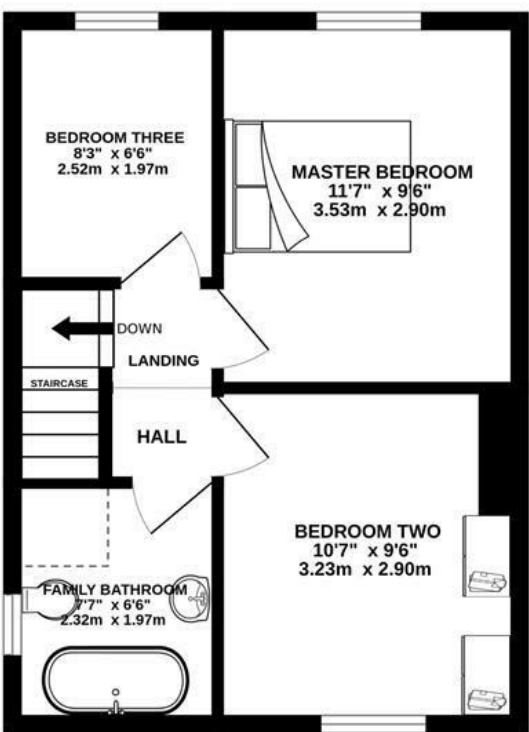 BEDROOM THREE
8'3" x 6'6"
2.52m x 1.97m
MASTER BEDROOM
11'7" x 9'6"
3.53m x 2.90m
DOWN
LANDING
STAIRCASE
HALL
BEDROOM TWO
10'7" x 9'6"
3.23m x 2.90m
FAMILY BATHROOM
7'7" x 6'6"
2.32m x 1.97m